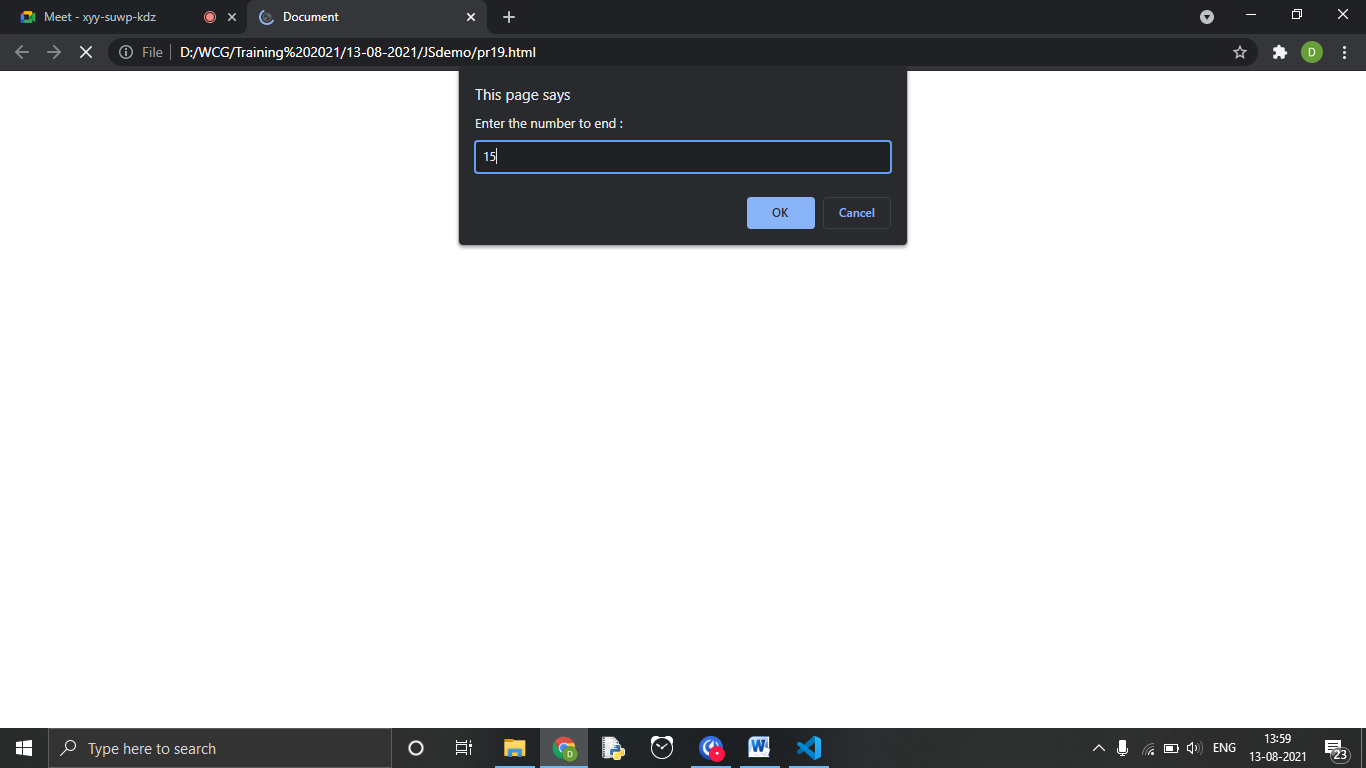 Meet - xyy-suwp-kdz
Document
File
D:/WCG/Training%202021/13-08-2021/JSdemo/pr19.html
D
This page says
Enter the number to end :
15
OK
Cancel
Type here to search
D
W
ENG
13:59
13-08-2021
23